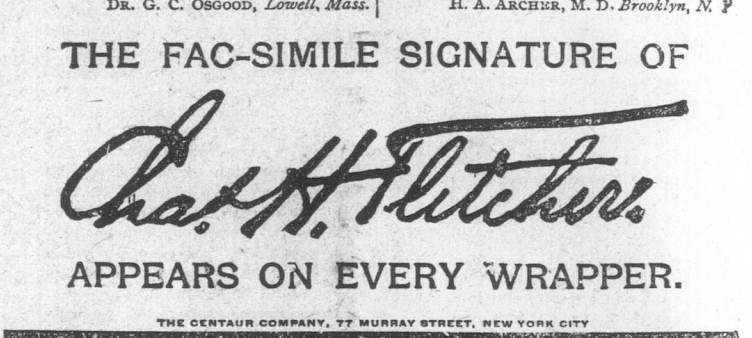 DR. G. C. OSGOOD, Lowell, Mass.
H. A. ARCHER, M. D. Brooklyn, N. Y
THE FAC-SIMILE SIGNATURE OF
Chas. H. Fletcher.
APPEARS ON EVERY WRAPPER.
THE CENTAUR COMPANY, 77 MURRAY STREET, NEW YORK CITY